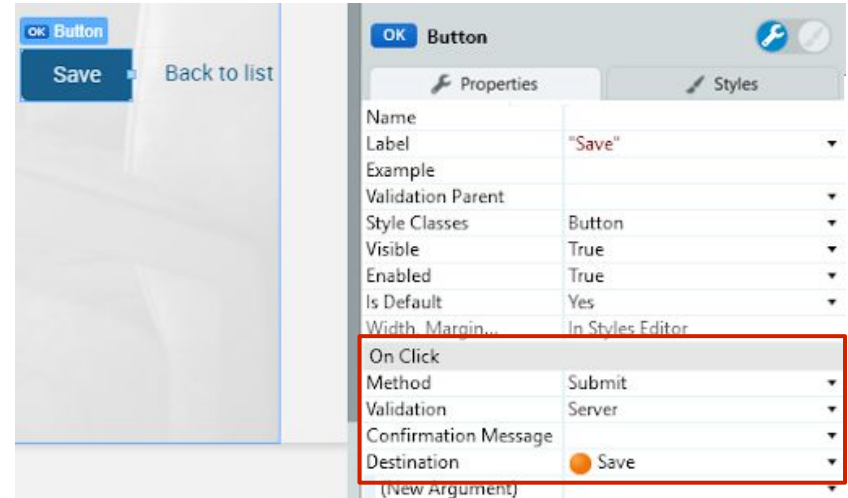 OK Button
Save
Back to list
OK Button
Properties
Styles
Name
Label "Save"
Example
Validation Parent
Style Classes Button
Visible True
Enabled True
Is Default Yes
Width, Margin... In Styles Editor
On Click
Method Submit
Validation Server
Confirmation Message
Destination Save
(New Argument)